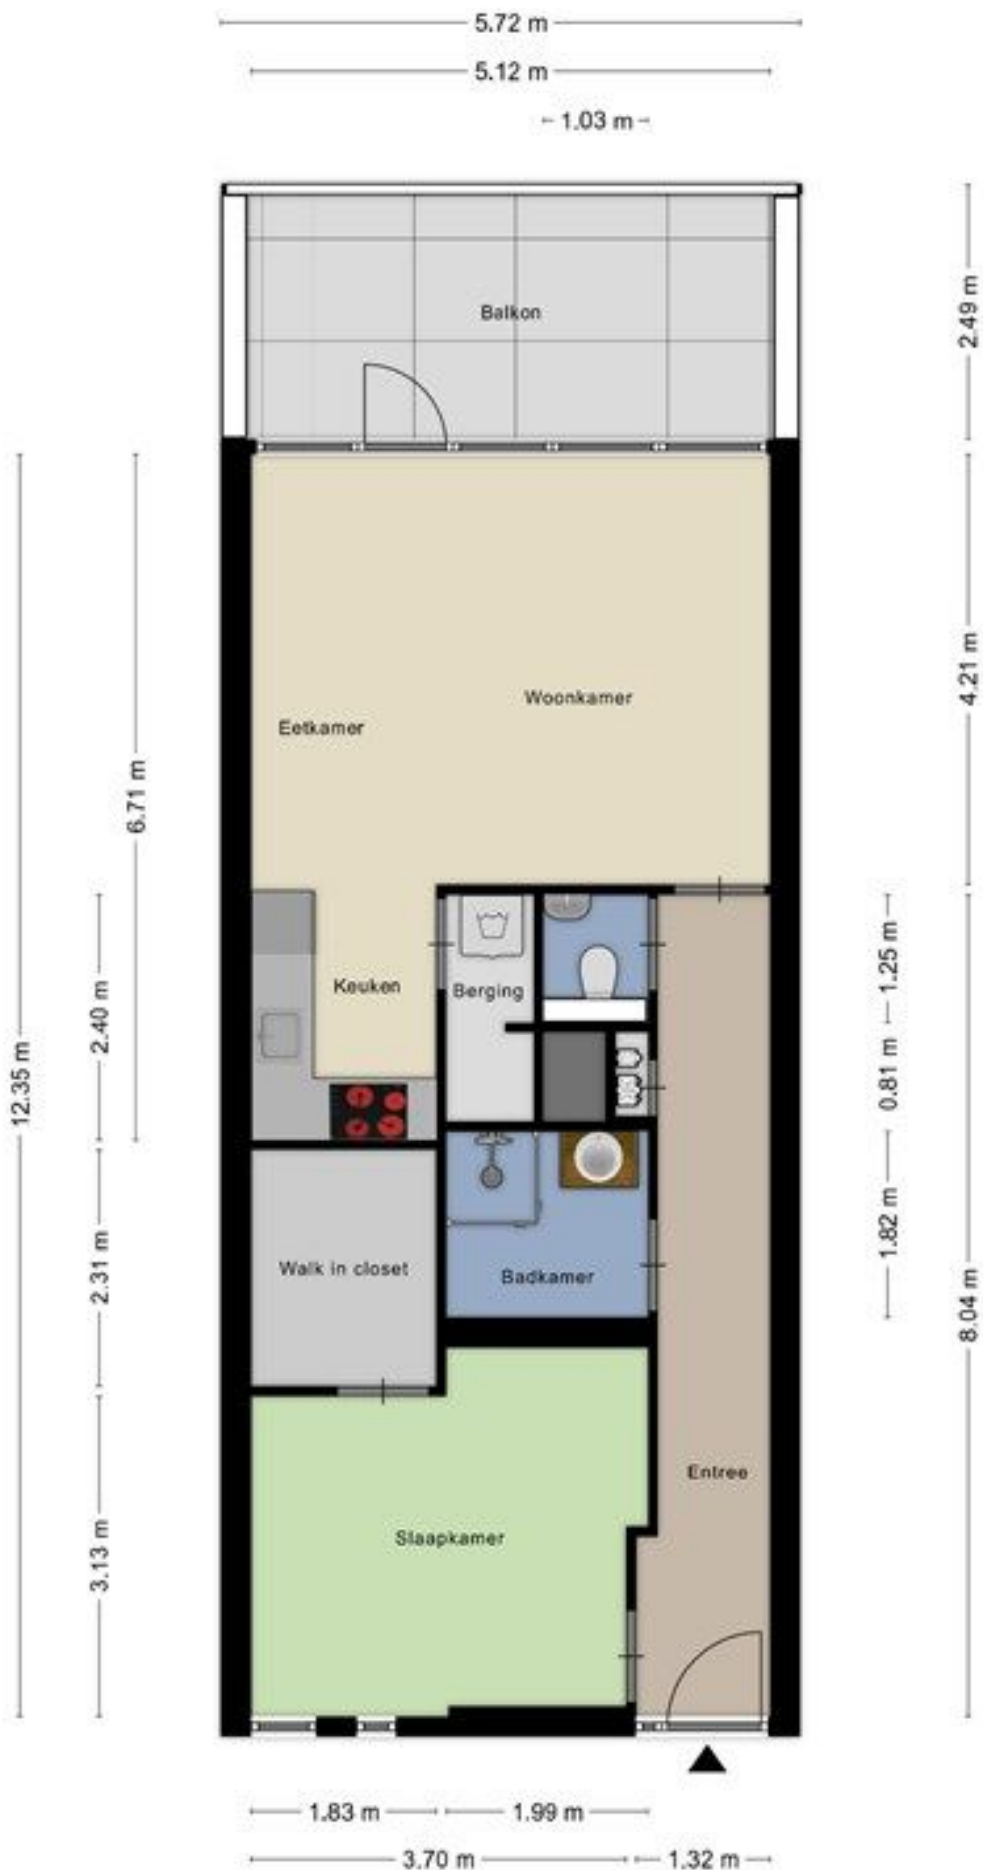 5.72 m
5.12 m
1.03 m
Balkon
2.49 m
Woonkamer
Eetkamer
4.21 m
6.71 m
Keuken
Berging
1.25 m
2.40 m
12.35 m
0.81 m
Walk in closet
Badkamer
2.31 m
1.82 m
8.04 m
Entree
Slaapkamer
3.13 m
1.83 m
1.99 m
3.70 m
1.32 m